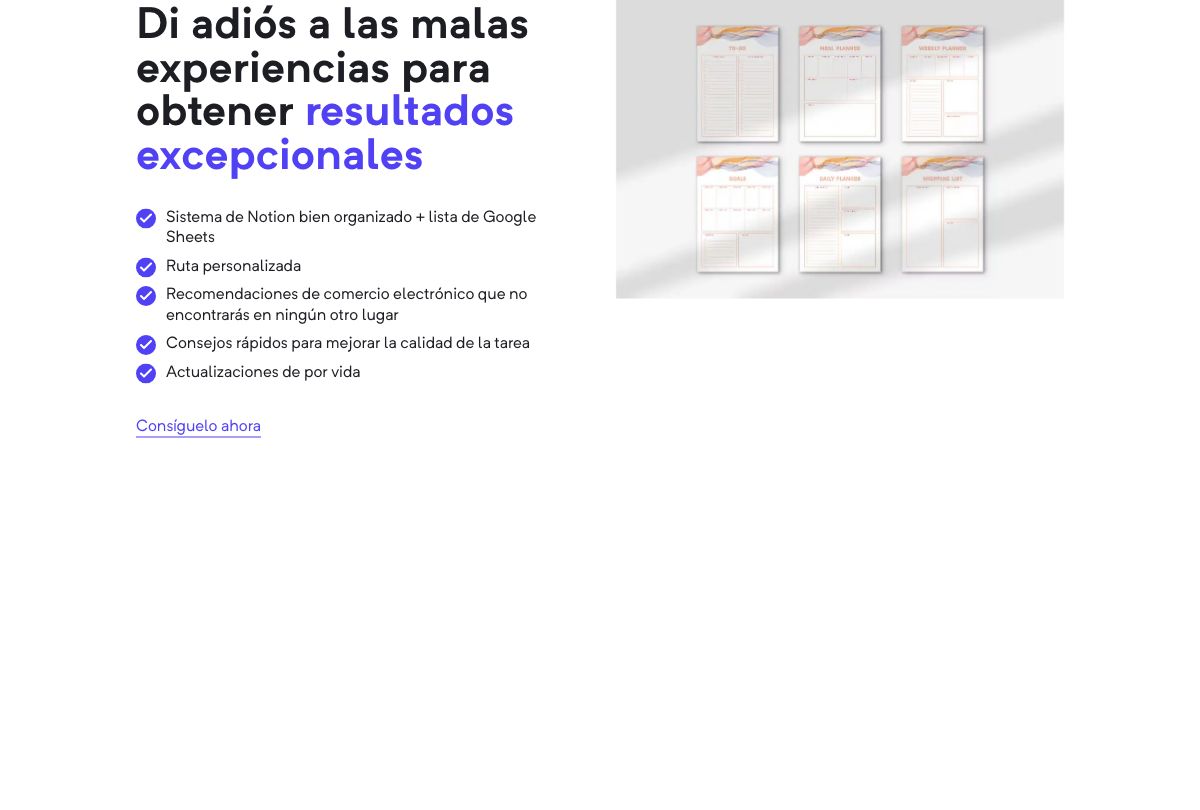 Di adiós a las malas
experiencias para
obtener resultados
excepcionales
Sistema de Notion bien organizado + lista de Google
Sheets
Ruta personalizada
Recomendaciones de comercio electrónico que no
encontrarás en ningún otro lugar
Consejos rápidos para mejorar la calidad de la tarea
Actualizaciones de por vida
Consíguelo ahora
TO-DO
MEAL PLANNER
WEEKLY PLANNER
GOALS
DAILY PLANNER
SHOPPING LIST